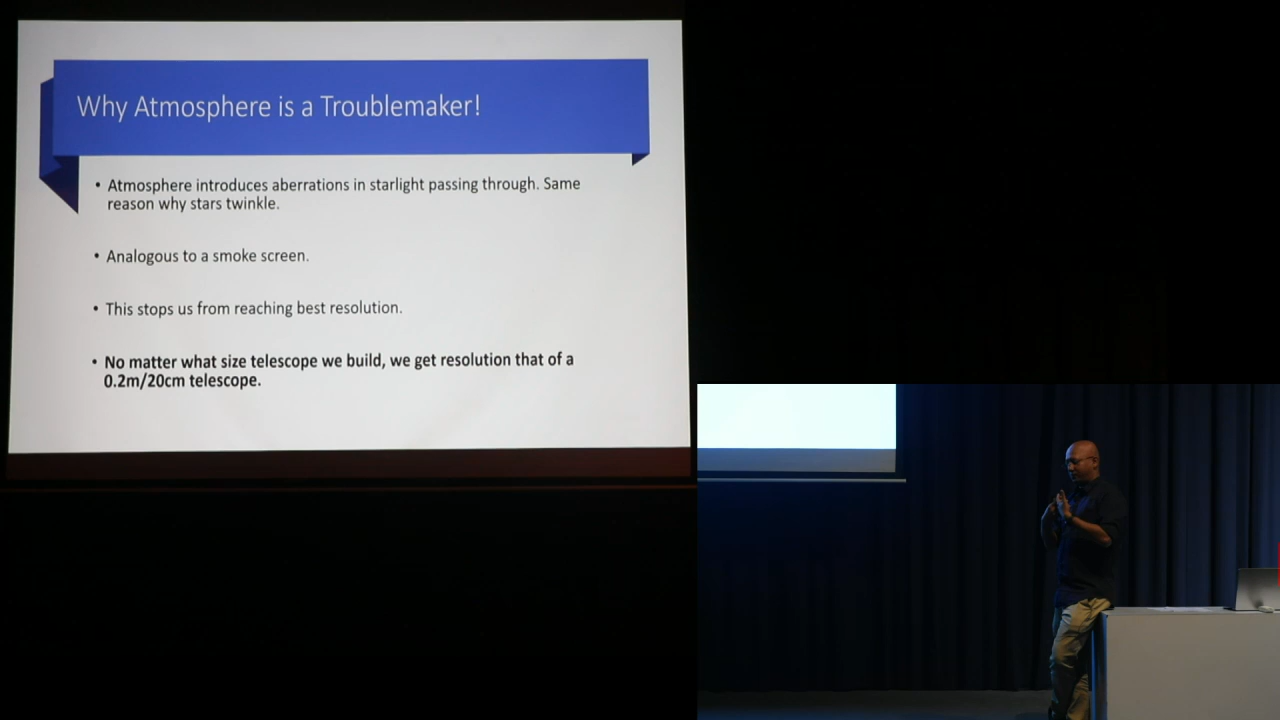 Why Atmosphere is a Troublemaker!
• Atmosphere introduces aberrations in starlight passing through. Same
reason why stars twinkle.
• Analogous to a smoke screen.
• This stops us from reaching best resolution.
• No matter what size telescope we build, we get resolution that of a
0.2m/20cm telescope.